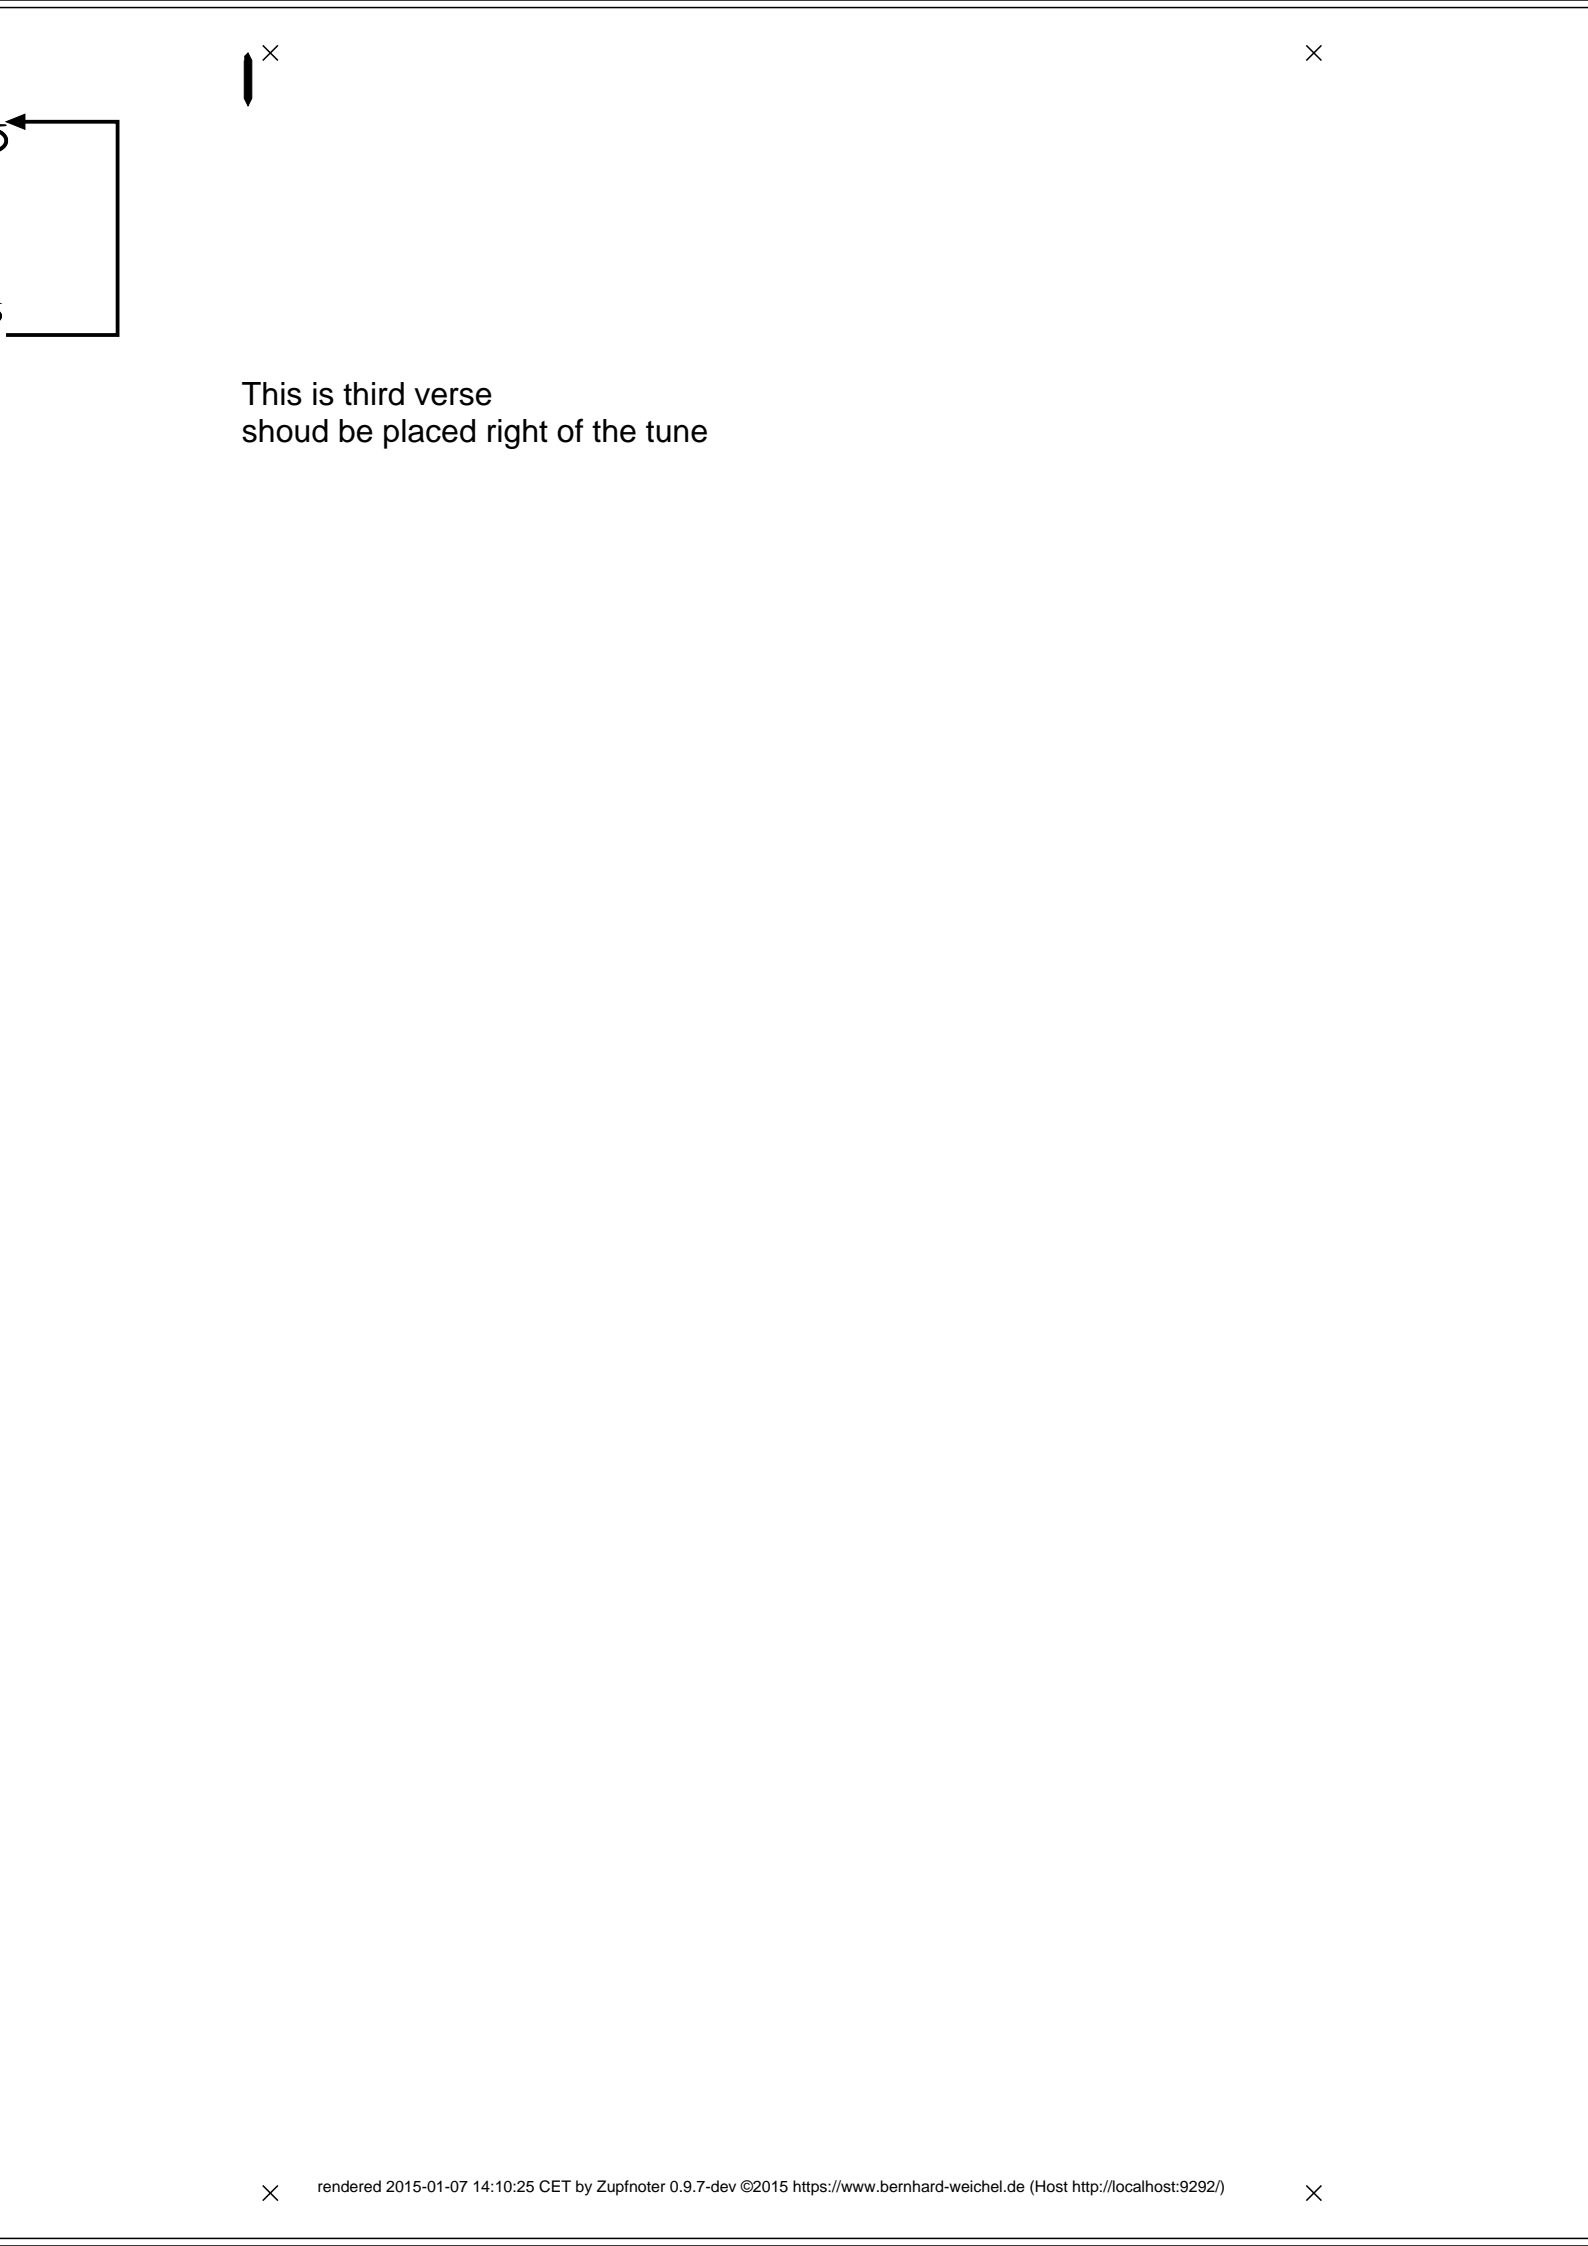 This is third verse
shoud be placed right of the tune
rendered 2015-01-07 14:10:25 CET by Zupfnoter 0.9.7-dev ©2015 https://www.bernhard-weichel.de (Host http://localhost:9292/)